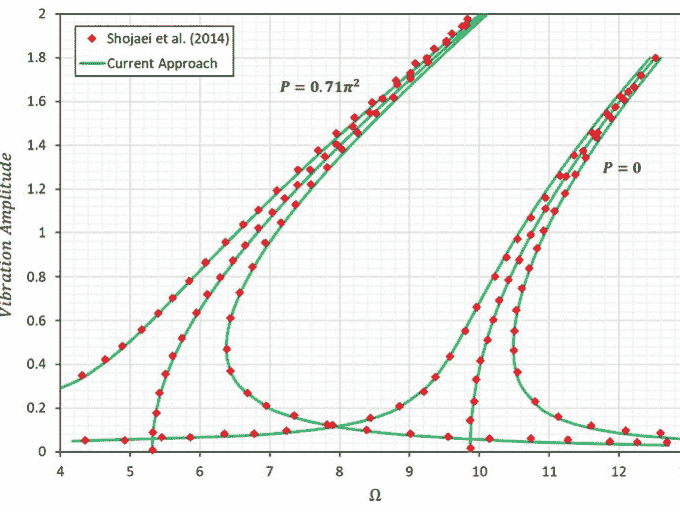 2
1.8
1.6
1.4
1.2
1
0.8
0.6
0.4
0.2
0
Vibration Amplitude
Shojaei et al. (2014)
Current Approach
P = 0.71π²
P = 0
4 5 6 7 8 9 10 11 12
Ω